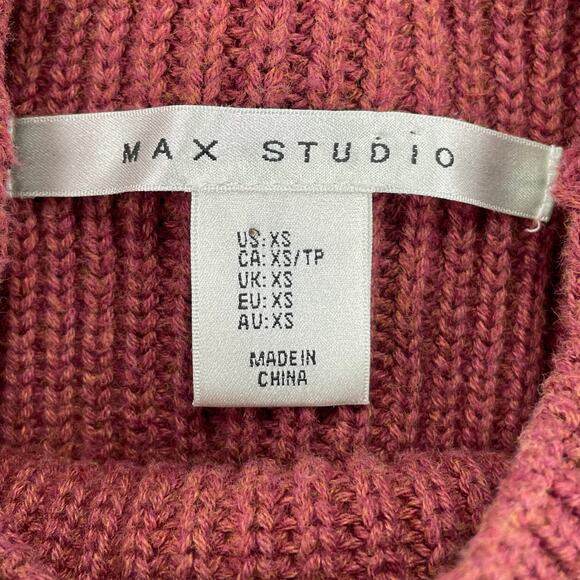 MAX STUDIO
US: XS
CA: XS/TP
UK: XS
EU: XS
AU: XS
MADE IN
CHINA